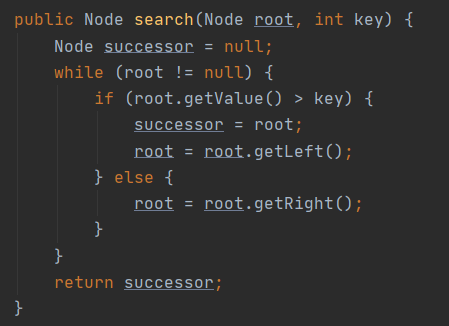 public Node search(Node root, int key) {
    Node successor = null;
    while (root != null) {
        if (root.getValue() > key) {
            successor = root;
            root = root.getLeft();
        } else {
            root = root.getRight();
        }
    }
    return successor;
}